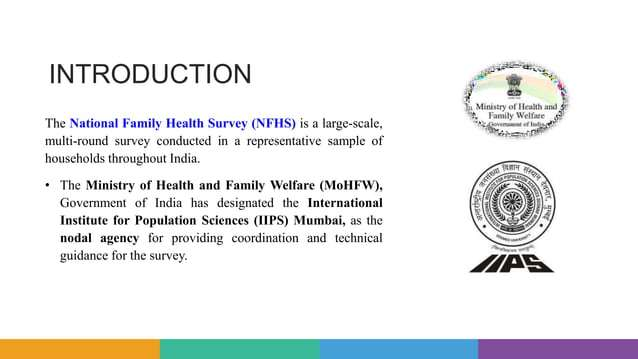 INTRODUCTION
The National Family Health Survey (NFHS) is a large-scale,
multi-round survey conducted in a representative sample of
households throughout India.
• The Ministry of Health and Family Welfare (MoHFW),
Government of India has designated the International
Institute for Population Sciences (IIPS) Mumbai, as the
nodal agency for providing coordination and technical
guidance for the survey.
Ministry of Health and
Family Welfare
Government of India
IIPS